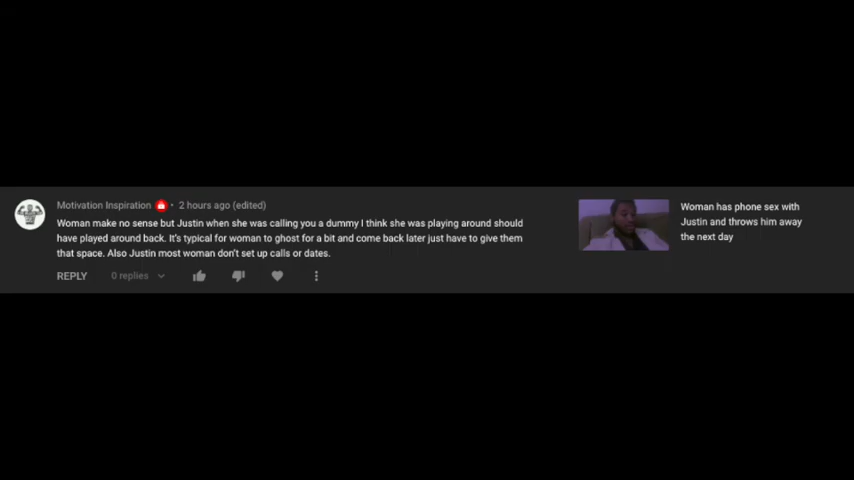 Motivation Inspiration • 2 hours ago (edited)
Woman make no sense but Justin when she was calling you a dummy I think she was playing around should
have played around back. It's typical for woman to ghost for a bit and come back later just have to give them
that space. Also Justin most woman don't set up calls or dates.
REPLY 0 replies
Woman has phone sex with
Justin and throws him away
the next day